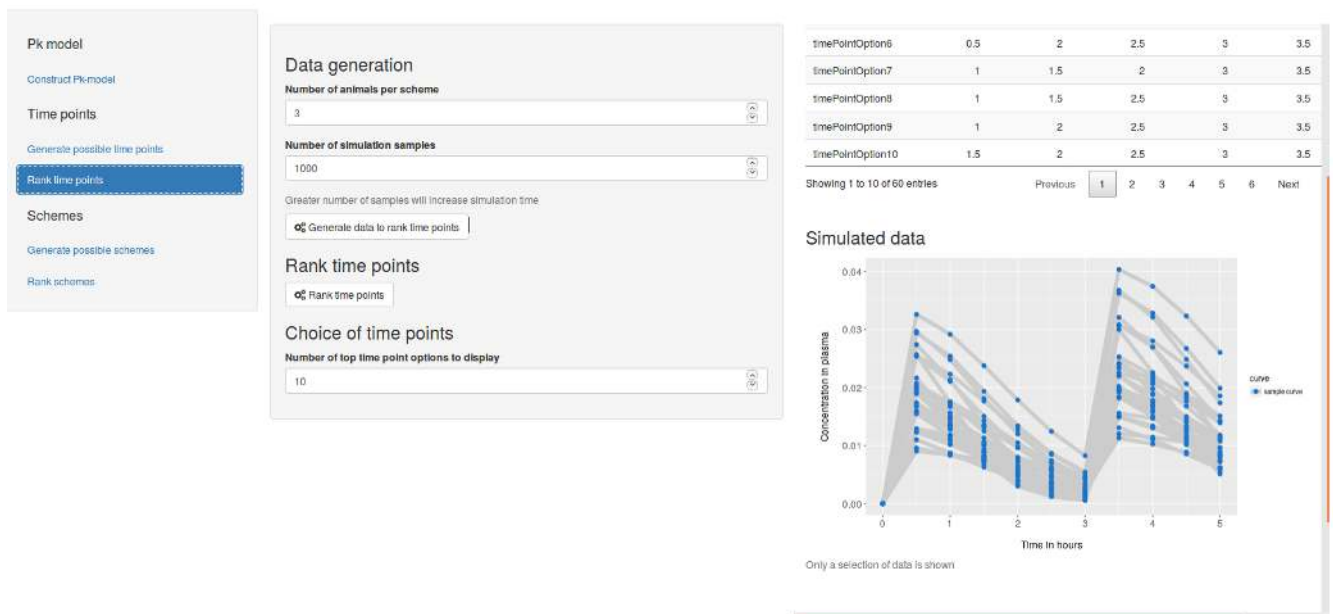 Pk model
Construct Pk-model
Time points
Generate possible time points
Rank time points
Schemes
Generate possible schemes
Rank schemes
Data generation
Number of animals per scheme
3
Number of simulation samples
1000
Greater number of samples will increase simulation time
Generate data to rank time points
Rank time points
Rank time points
Choice of time points
Number of top time point options to display
10
timePointOption6 0.5 2 2.5 3 3.5
timePointOption7 1 1.5 2 3 3.5
timePointOption8 1 1.5 2.5 3 3.5
timePointOption9 1 2 2.5 3 3.5
timePointOption10 1.5 2 2.5 3 3.5
Showing 1 to 10 of 60 entries Previous 1 2 3 4 5 6 Next
Simulated data
0.04
0.03
0.02
0.01
0.00
Concentration in plasma
0 1 2 3 4 5
Time in hours
curve
sample curve
Only a selection of data is shown